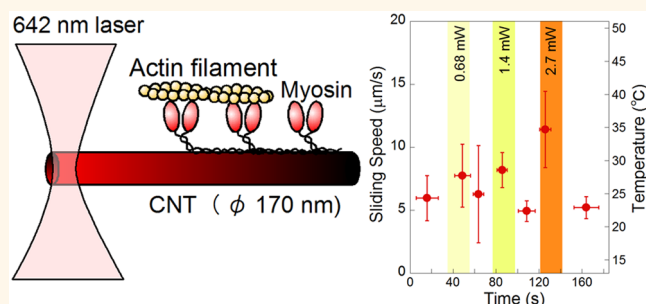 642 nm laser
Actin filament
Myosin
CNT ( ϕ 170 nm)
Sliding Speed (μm/s)
20
15
10
5
0
0.68 mW
1.4 mW
2.7 mW
50
45
40
35
30
25
20
15
Temperature (°C)
0
40
80
120
160
Time (s)